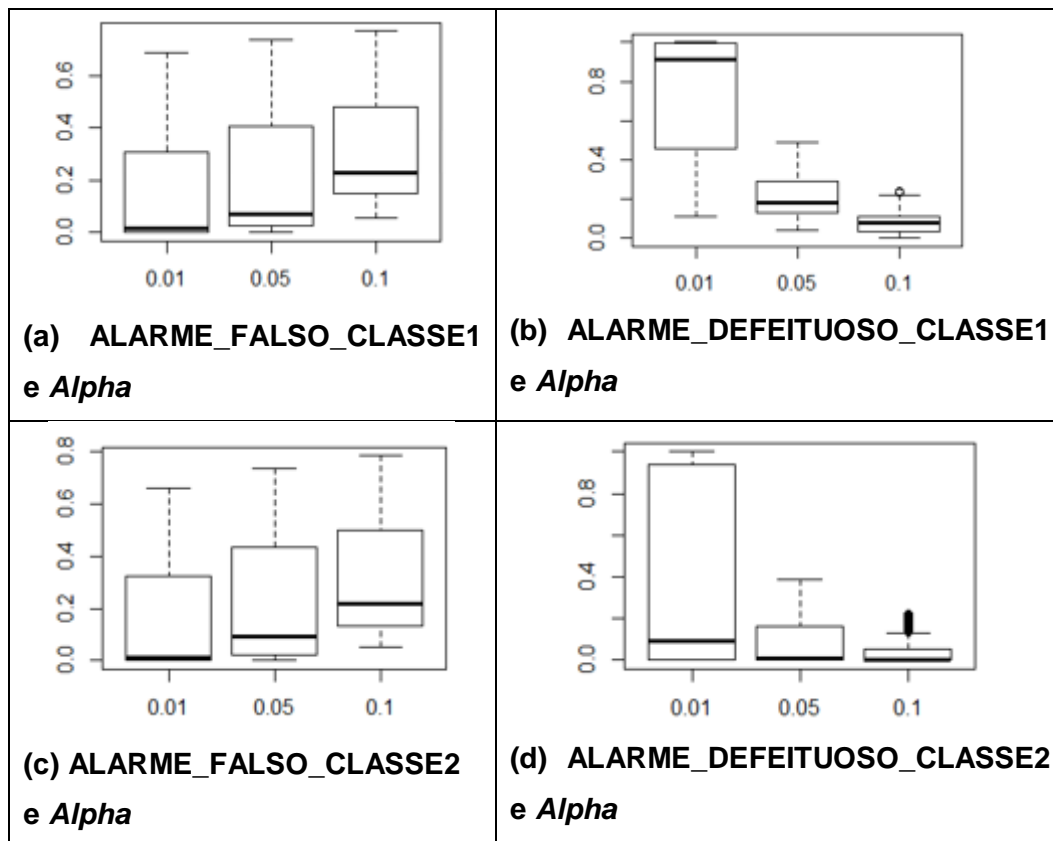 0.6
0.4
0.2
0.0
0.01 0.05 0.1
(a) ALARME_FALSO_CLASSE1
e Alpha
0.8
0.4
0.0
0.01 0.05 0.1
(b) ALARME_DEFEITUOSO_CLASSE1
e Alpha
0.8
0.6
0.4
0.2
0.0
0.01 0.05 0.1
(c) ALARME_FALSO_CLASSE2
e Alpha
0.8
0.4
0.0
0.01 0.05 0.1
(d) ALARME_DEFEITUOSO_CLASSE2
e Alpha